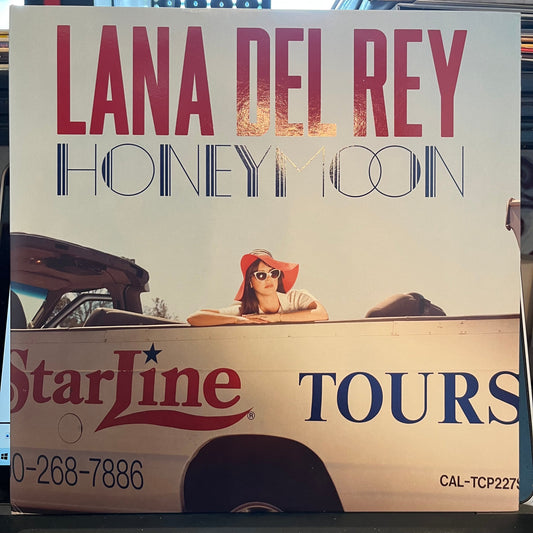 LANA DEL REY
HONEYMOON
StarLine® TOURS
0-268-7886
CAL-TCP227